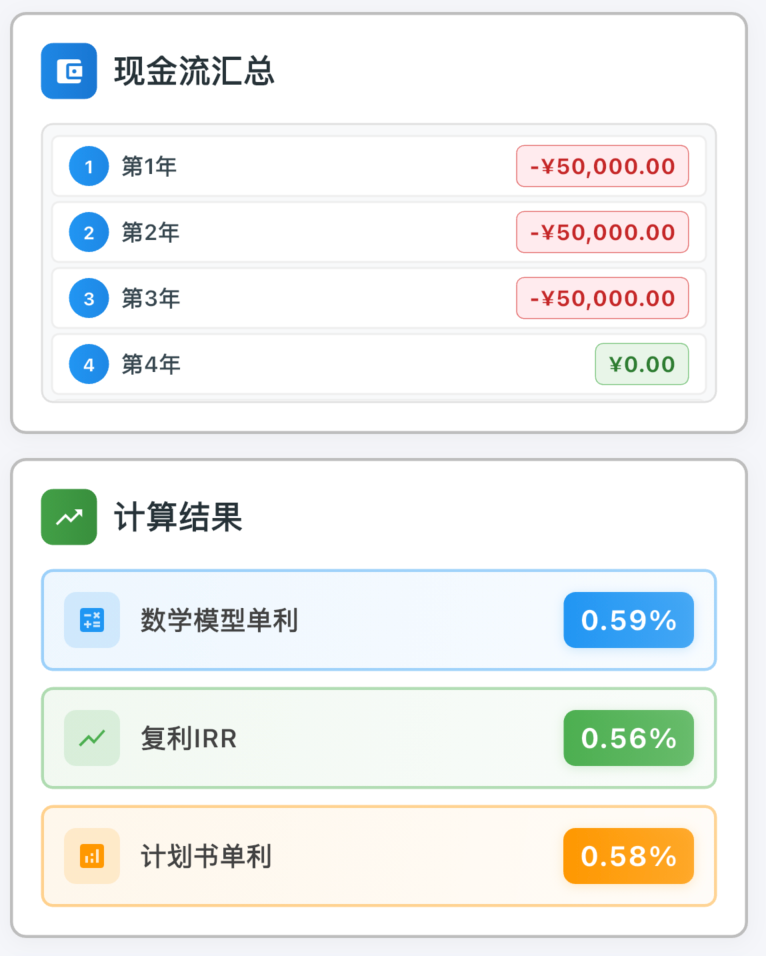 现金流汇总
1 第1年 -¥50,000.00
2 第2年 -¥50,000.00
3 第3年 -¥50,000.00
4 第4年 ¥0.00
计算结果
数学模型单利 0.59%
复利IRR 0.56%
计划书单利 0.58%